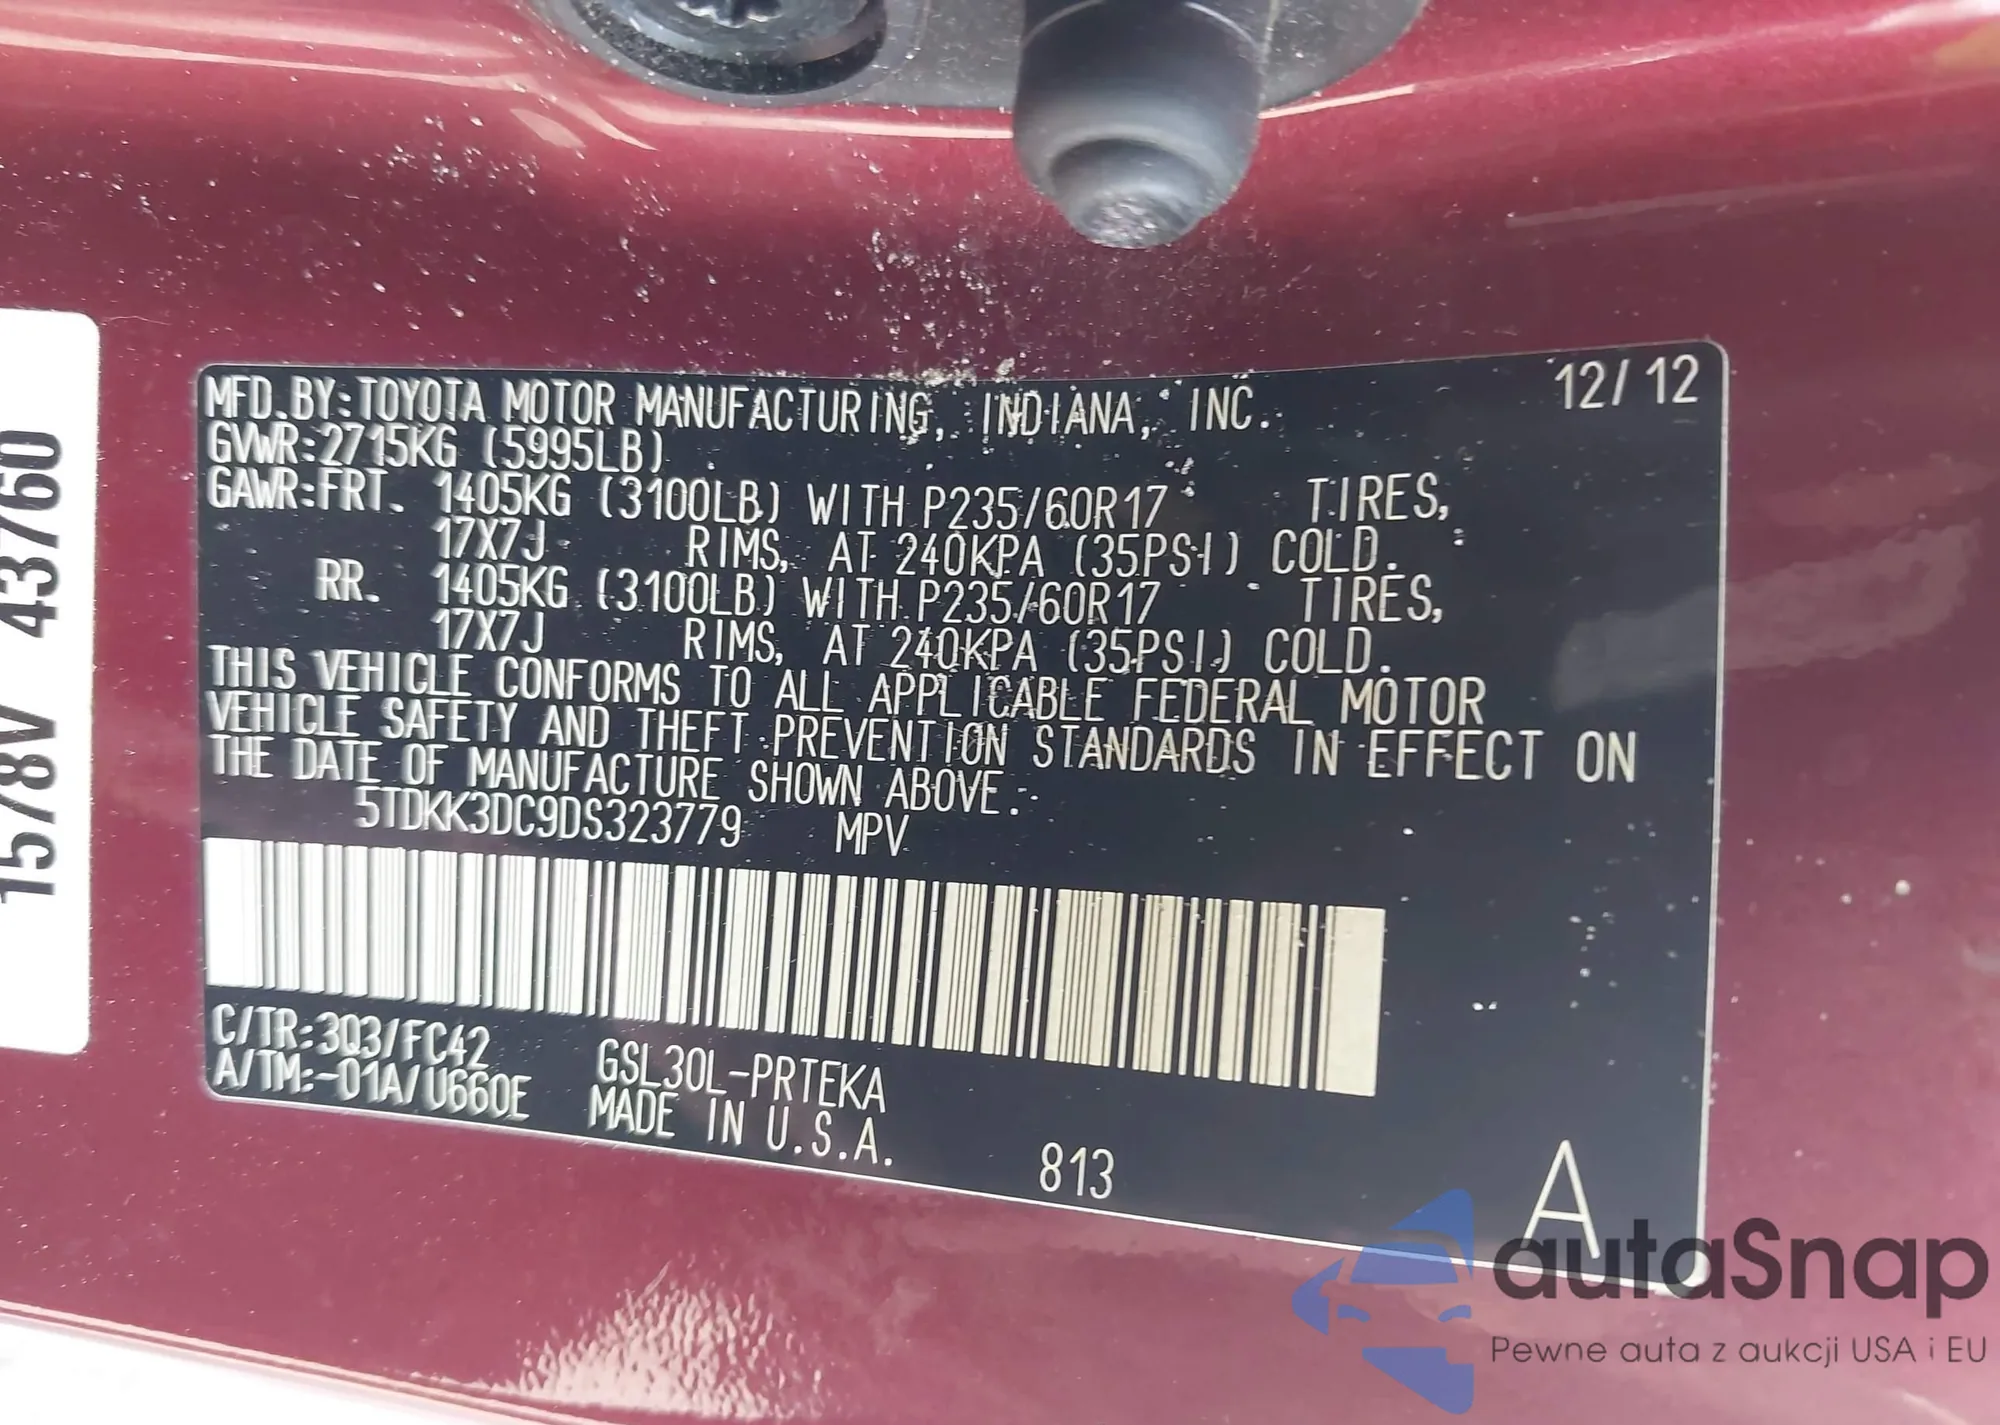 MFD.BY:TOYOTA MOTOR MANUFACTURING, INDIANA, INC. 12/12
GVWR:2715KG (5995LB)
GAWR:FRT. 1405KG (3100LB) WITH P235/60R17 TIRES,
17X7J RIMS, AT 240KPA (35PSI) COLD.
RR. 1405KG (3100LB) WITH P235/60R17 TIRES,
17X7J RIMS, AT 240KPA (35PSI) COLD.
THIS VEHICLE CONFORMS TO ALL APPLICABLE FEDERAL MOTOR
VEHICLE SAFETY AND THEFT PREVENTION STANDARDS IN EFFECT ON
THE DATE OF MANUFACTURE SHOWN ABOVE.
5TDKK3DC9DS323779 MPV
C/TR:3Q3/FC42 GSL30L-PRTEKA
A/TM:-01A/U660E MADE IN U.S.A.
813
A
1578V 43760
autaSnap
Pewne auta z aukcji USA i EU